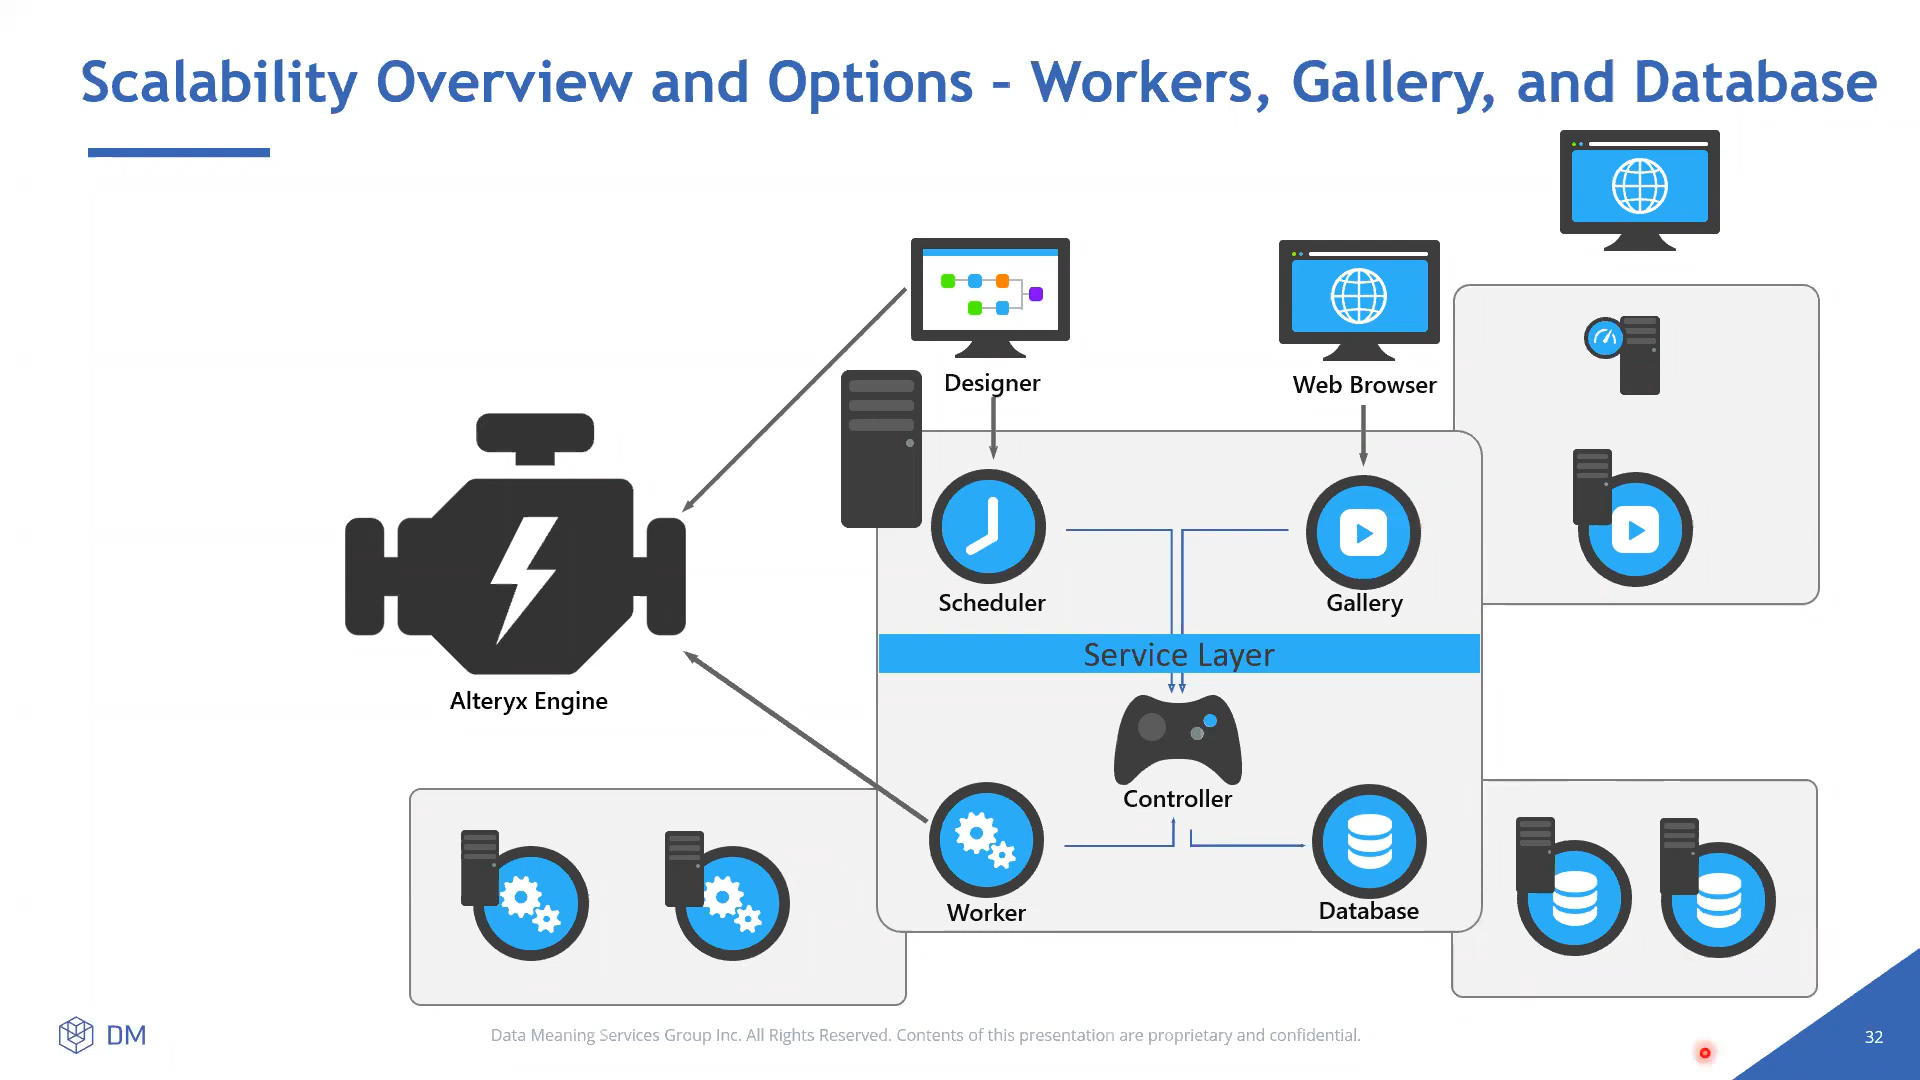 Scalability Overview and Options – Workers, Gallery, and Database
Designer
Web Browser
Scheduler
Gallery
Service Layer
Alteryx Engine
Controller
Worker
Database
DM
Data Meaning Services Group Inc. All Rights Reserved. Contents of this presentation are proprietary and confidential.
32